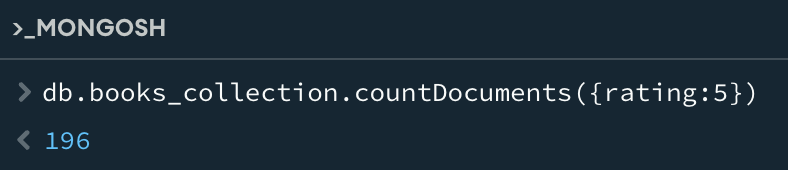 >_MONGOSH
> db.books_collection.countDocuments({rating:5})
< 196